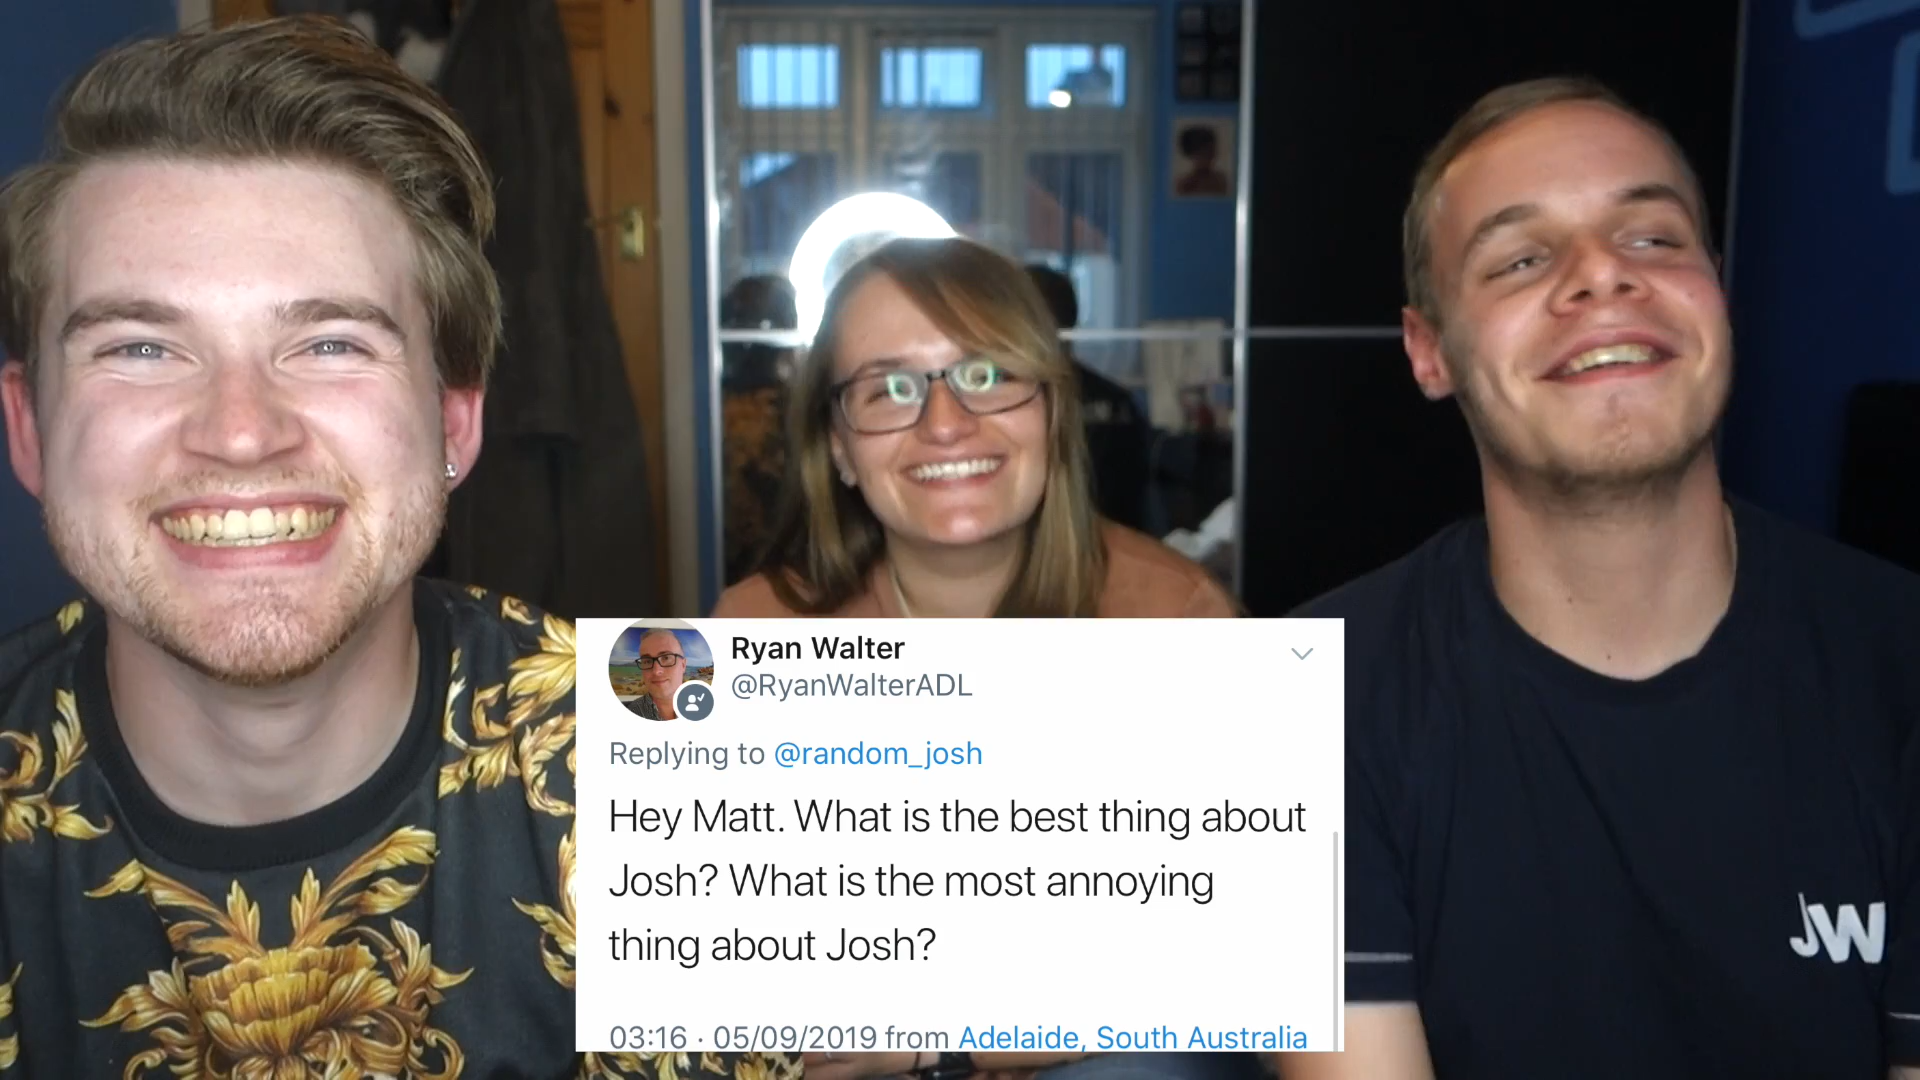 Ryan Walter
@RyanWalterADL
Replying to @random_josh
Hey Matt. What is the best thing about
Josh? What is the most annoying
thing about Josh?
03:16 · 05/09/2019 from Adelaide, South Australia
JW